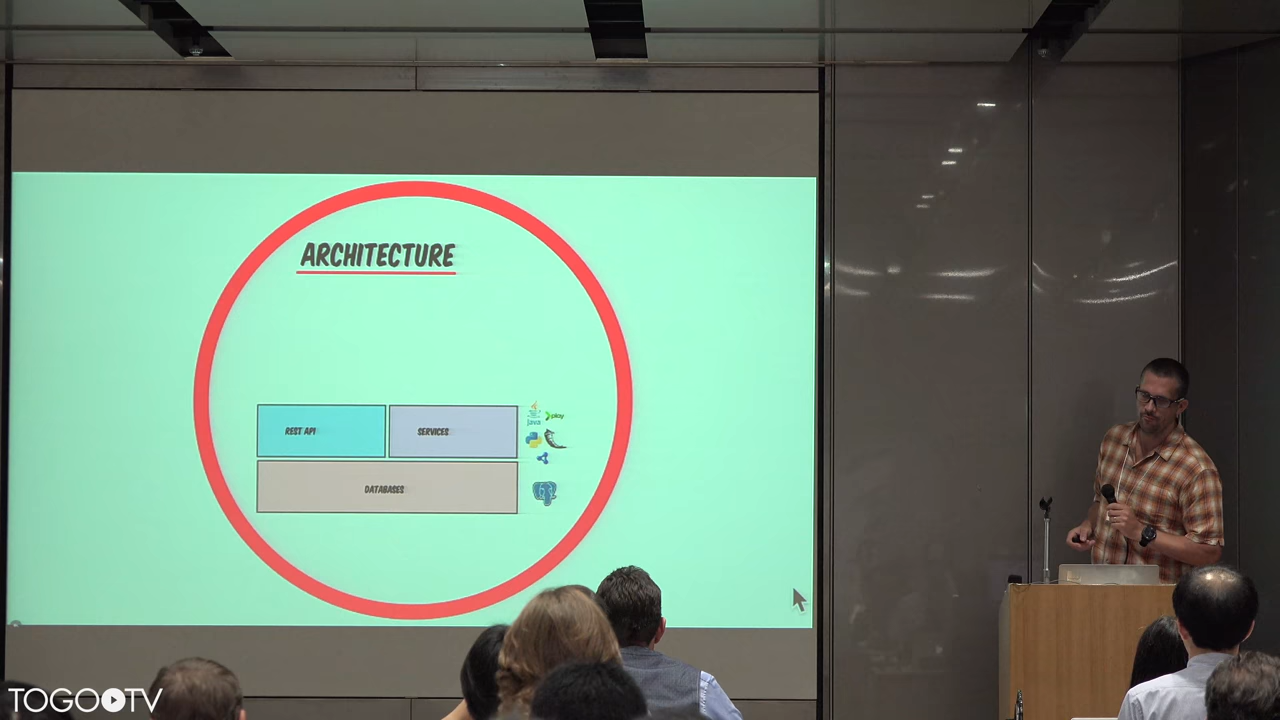 ARCHITECTURE
REST API
SERVICES
Java
play
DATABASES
TOGOTV